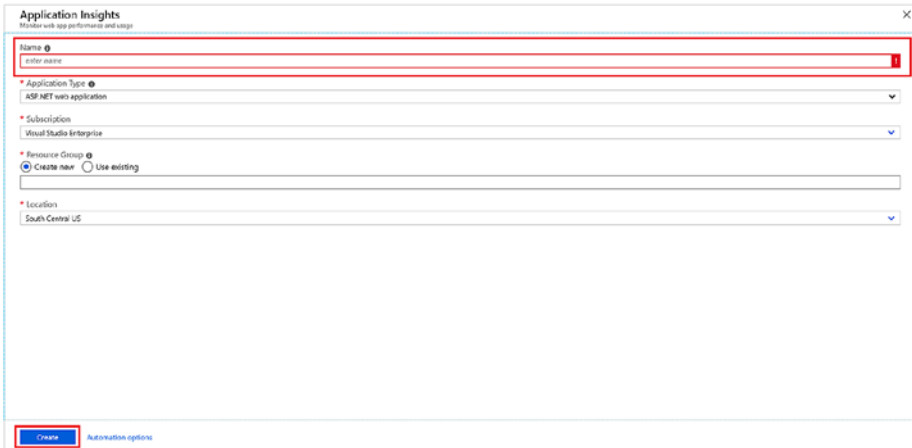 Application Insights
Monitor web app performance and usage
Name
enter name
* Application Type
ASP.NET web application
* Subscription
Visual Studio Enterprise
* Resource Group
Create new Use existing
* Location
South Central US
Create Automation options